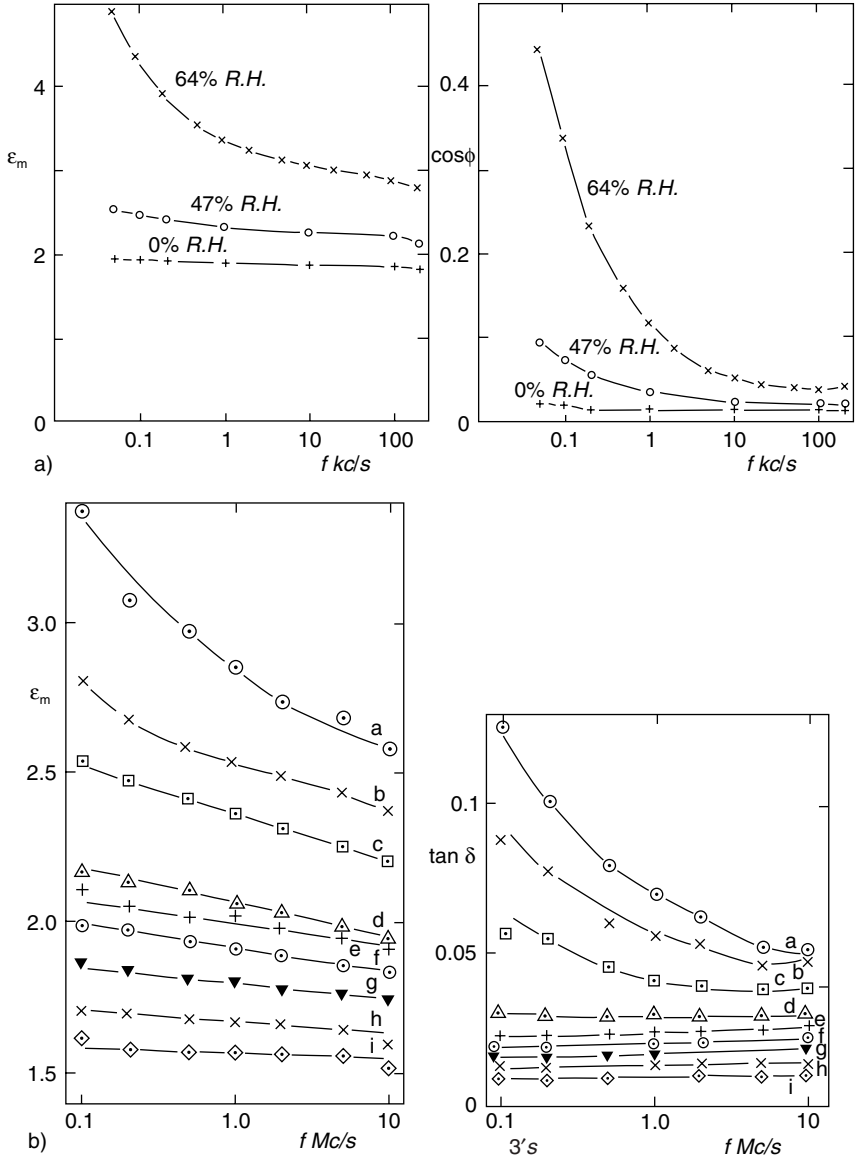 4
εm
2
0
64% R.H.
47% R.H.
0% R.H.
0.1 1 10 100
f kc/s
a)
0.4
cosϕ
0.2
0
64% R.H.
47% R.H.
0% R.H.
0.1 1 10 100
f kc/s
3.0
εm
2.5
2.0
1.5
a
b
c
d
e
f
g
h
i
0.1 1.0 10
f Mc/s
b)
0.1
tan δ
0.05
0
a
b
c
d
e
f
g
h
i
0.1 1.0 10
3's f Mc/s